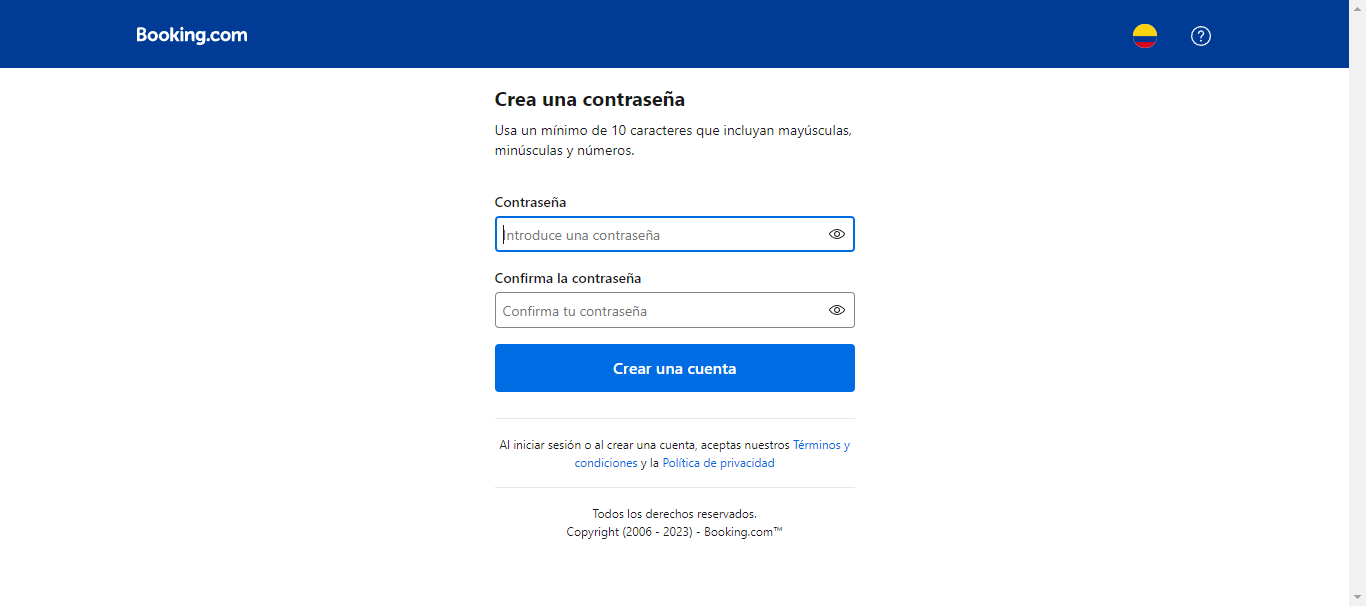 Booking.com
Crea una contraseña
Usa un mínimo de 10 caracteres que incluyan mayúsculas,
minúsculas y números.
Contraseña
Introduce una contraseña
Confirma la contraseña
Confirma tu contraseña
Crear una cuenta
Al iniciar sesión o al crear una cuenta, aceptas nuestros Términos y
condiciones y la Política de privacidad
Todos los derechos reservados.
Copyright (2006 - 2023) - Booking.com™